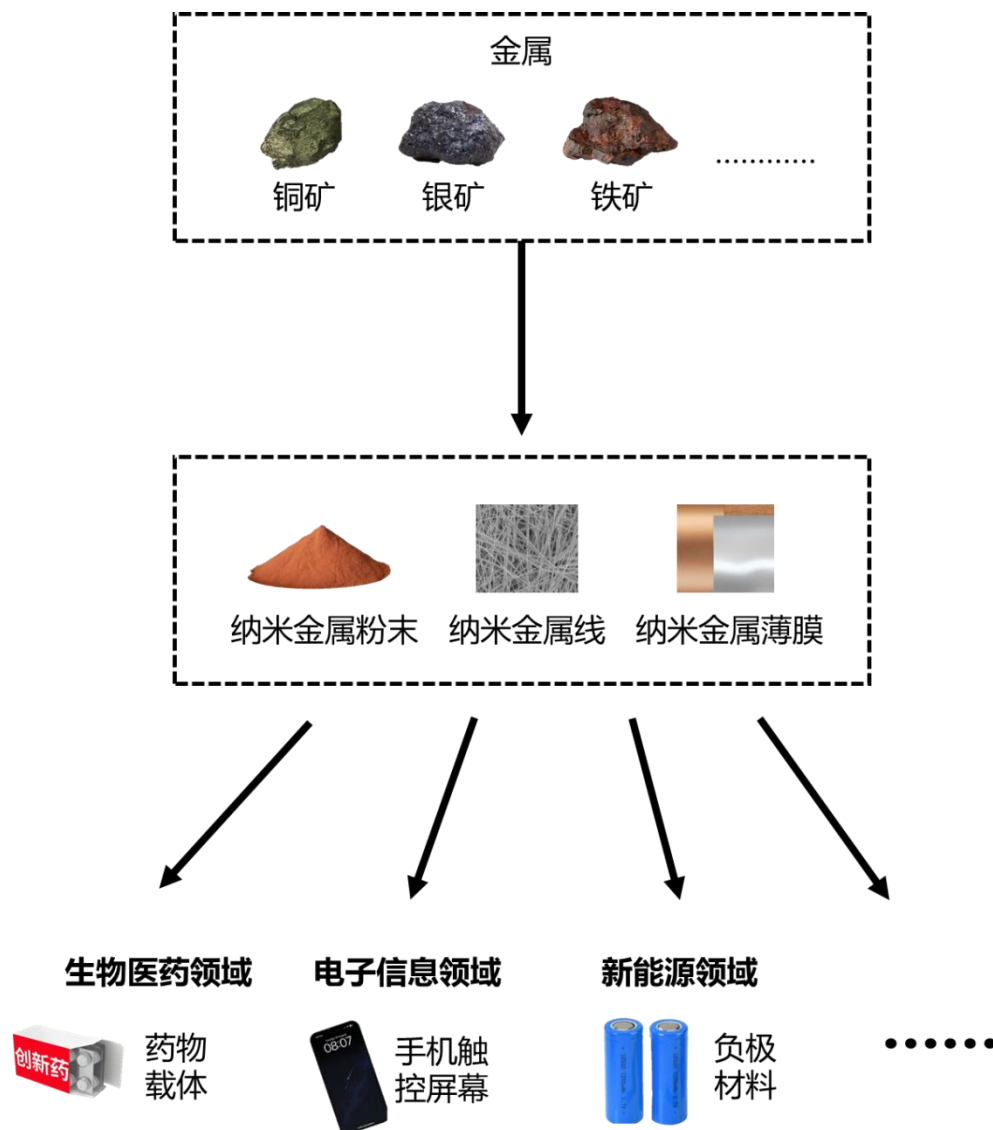 金属
铜矿 银矿 铁矿 …………
纳米金属粉末 纳米金属线 纳米金属薄膜
生物医药领域 电子信息领域 新能源领域
创新药
药物
载体
08:07
手机触
控屏幕
负极
材料
……